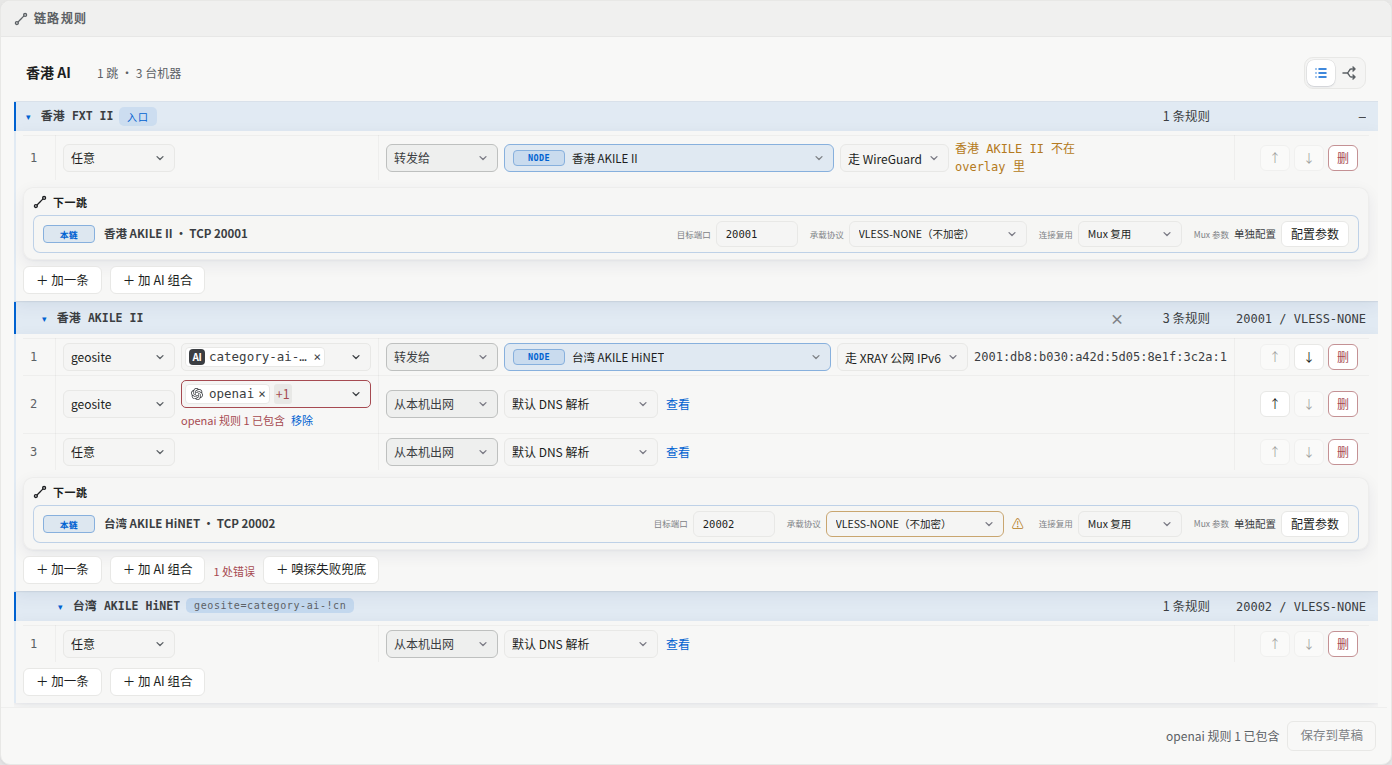 链路规则
香港 AI 1 跳 · 3 台机器
香港 FXT II 入口 1 条规则 −
1 任意 转发给 NODE 香港 AKILE II 走 WireGuard 香港 AKILE II 不在
overlay 里 ↑ ↓ 删
下一跳
本链 香港 AKILE II · TCP 20001 目标端口 20001 承载协议 VLESS-NONE（不加密） 连接复用 Mux 复用 Mux 参数 单独配置 配置参数
+ 加一条 + 加 AI 组合
香港 AKILE II × 3 条规则 20001 / VLESS-NONE
1 geosite AI category-ai-… × 转发给 NODE 台湾 AKILE HiNET 走 XRAY 公网 IPv6 2001:db8:b030:a42d:5d05:8e1f:3c2a:1 ↑ ↓ 删
2 geosite openai × +1 从本机出网 默认 DNS 解析 查看 ↑ ↓ 删
openai 规则 1 已包含 移除
3 任意 从本机出网 默认 DNS 解析 查看 ↑ ↓ 删
下一跳
本链 台湾 AKILE HiNET · TCP 20002 目标端口 20002 承载协议 VLESS-NONE（不加密） 连接复用 Mux 复用 Mux 参数 单独配置 配置参数
+ 加一条 + 加 AI 组合 1 处错误 + 嗅探失败兜底
台湾 AKILE HiNET geosite=category-ai-!cn 1 条规则 20002 / VLESS-NONE
1 任意 从本机出网 默认 DNS 解析 查看 ↑ ↓ 删
+ 加一条 + 加 AI 组合
openai 规则 1 已包含 保存到草稿